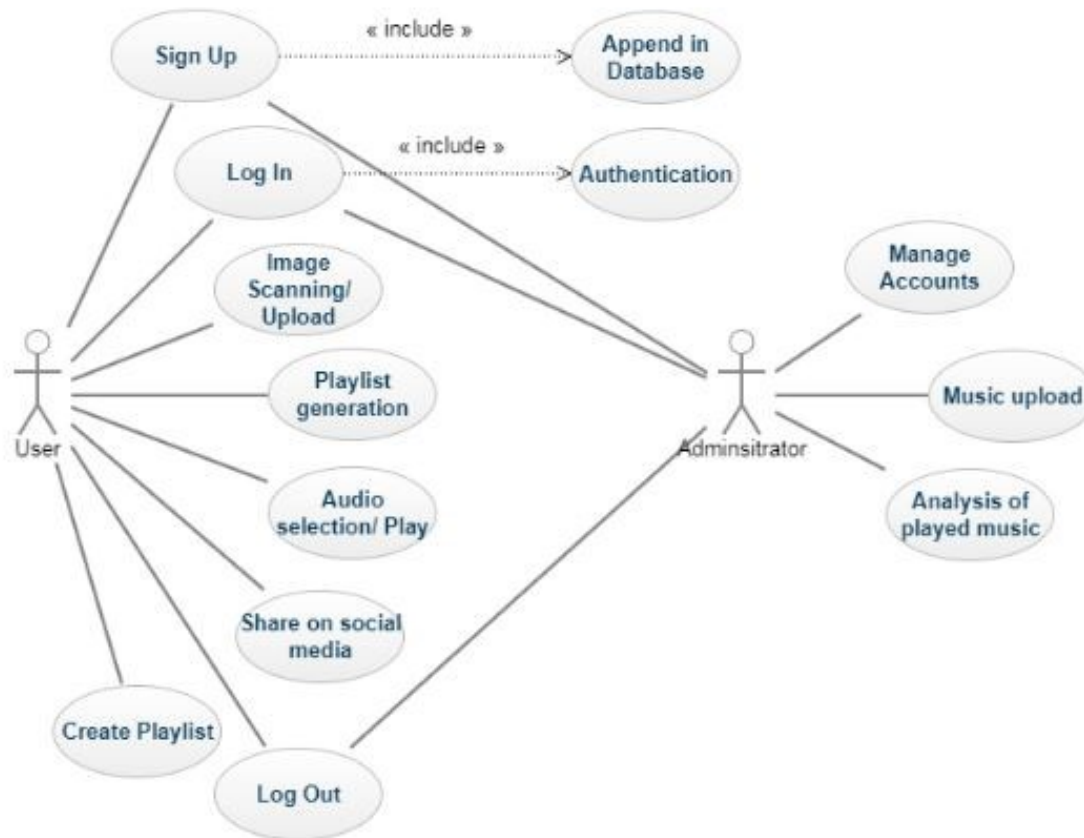 « include »
Sign Up
Append in
Database
« include »
Log In
Authentication
Image
Scanning/
Upload
Manage
Accounts
Playlist
generation
Music upload
User
Adminsitrator
Audio
selection/ Play
Analysis of
played music
Share on social
media
Create Playlist
Log Out